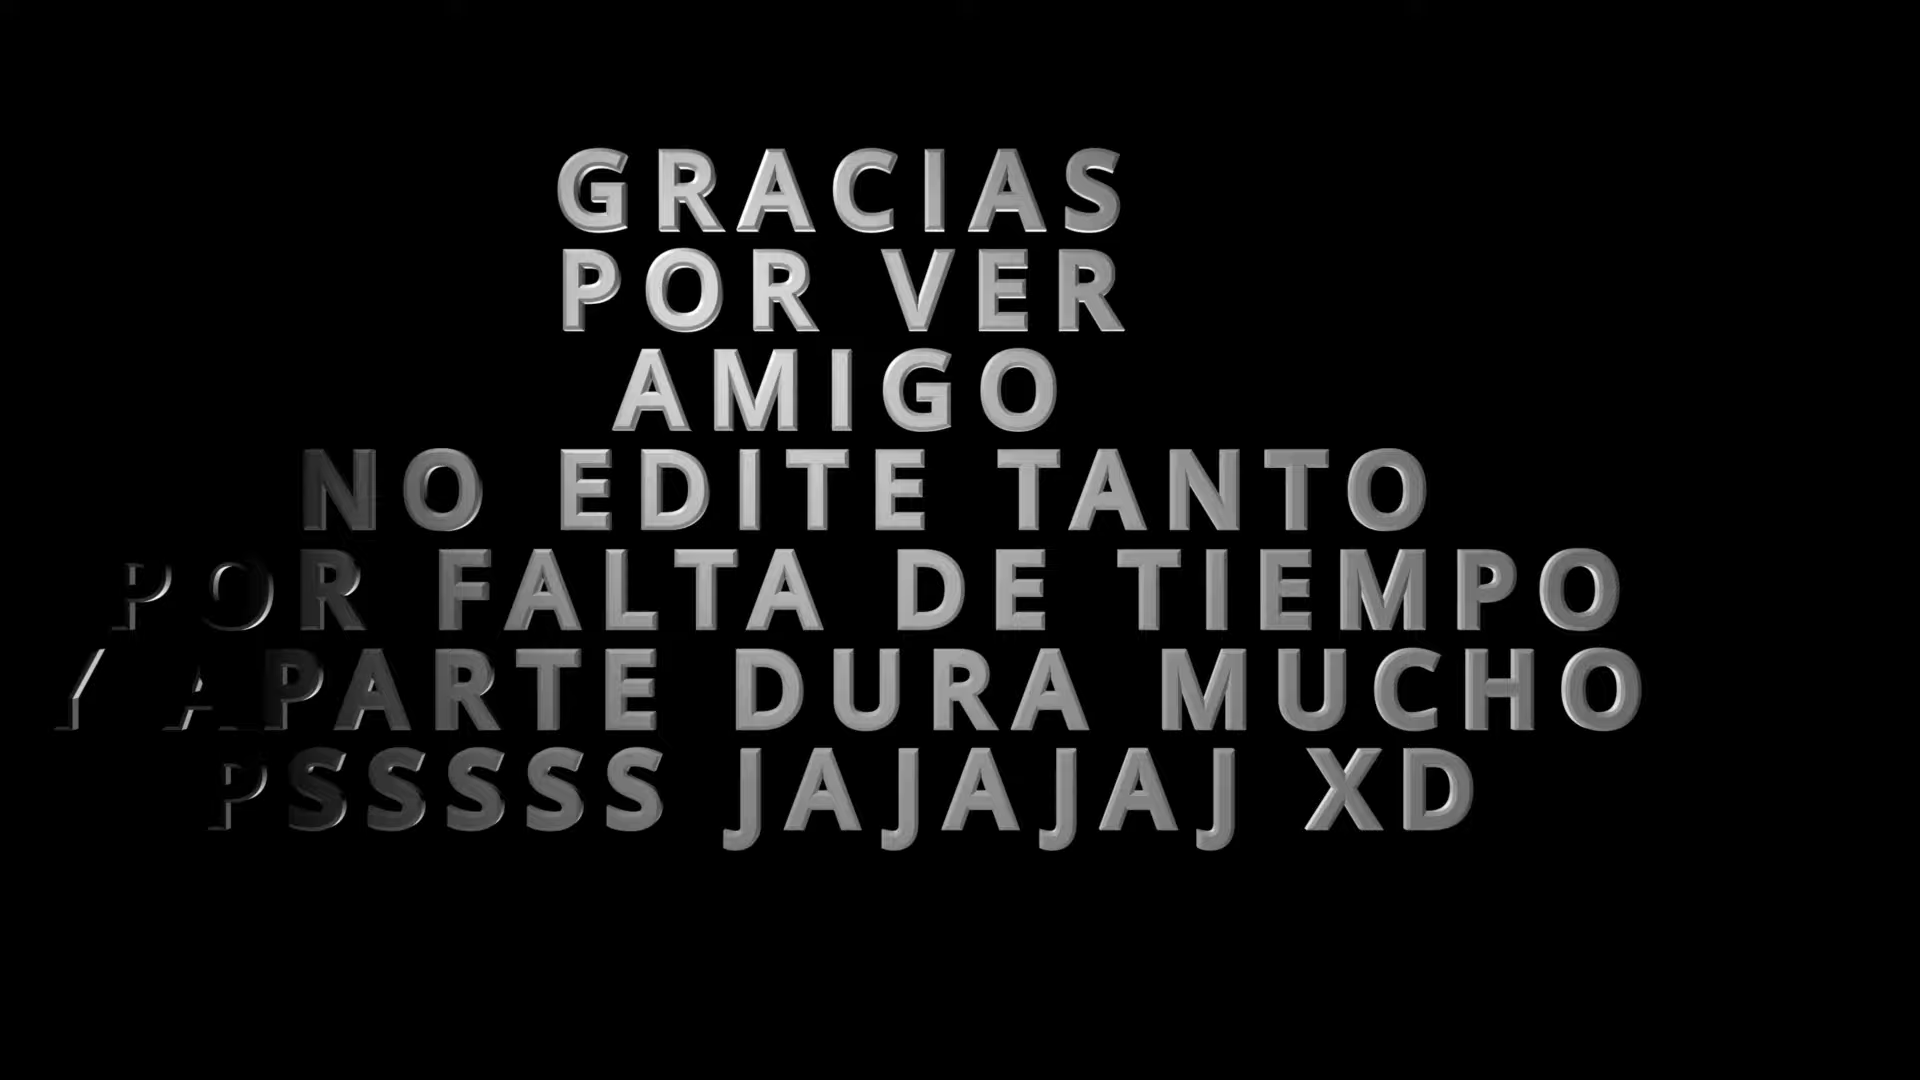 GRACIAS
POR VER
AMIGO
NO EDITE TANTO
POR FALTA DE TIEMPO
Y APARTE DURA MUCHO
PSSSSS JAJAJAJ XD